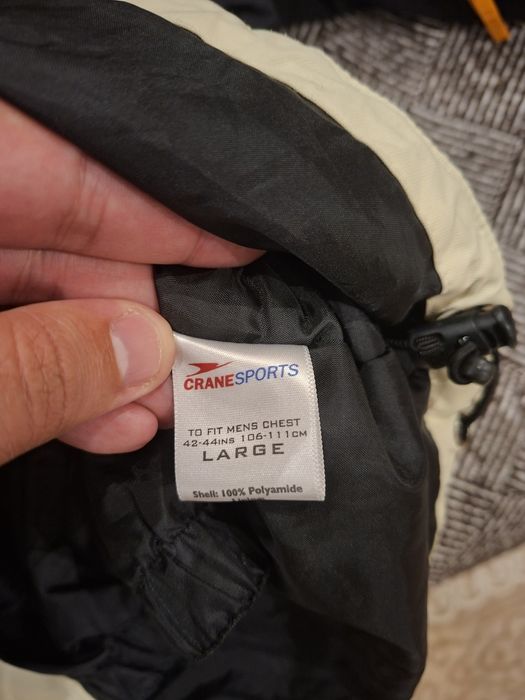 CRANESPORTS
TO FIT MENS CHEST
42-44INS 106-111CM
LARGE
Shell: 100% Polyamide